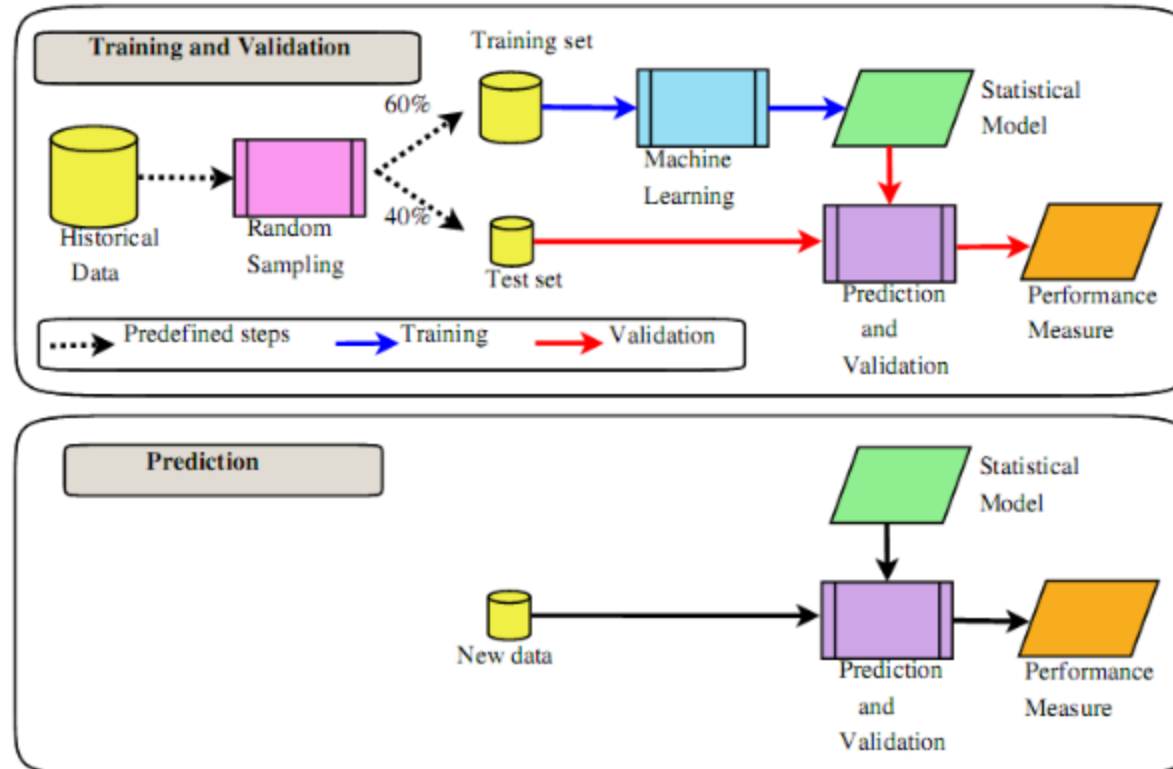 Training and Validation
Training set
60%
Statistical
Model
Machine
Learning
40%
Historical
Data
Random
Sampling
Test set
Prediction
and
Validation
Performance
Measure
Predefined steps
Training
Validation
Prediction
Statistical
Model
New data
Prediction
and
Validation
Performance
Measure